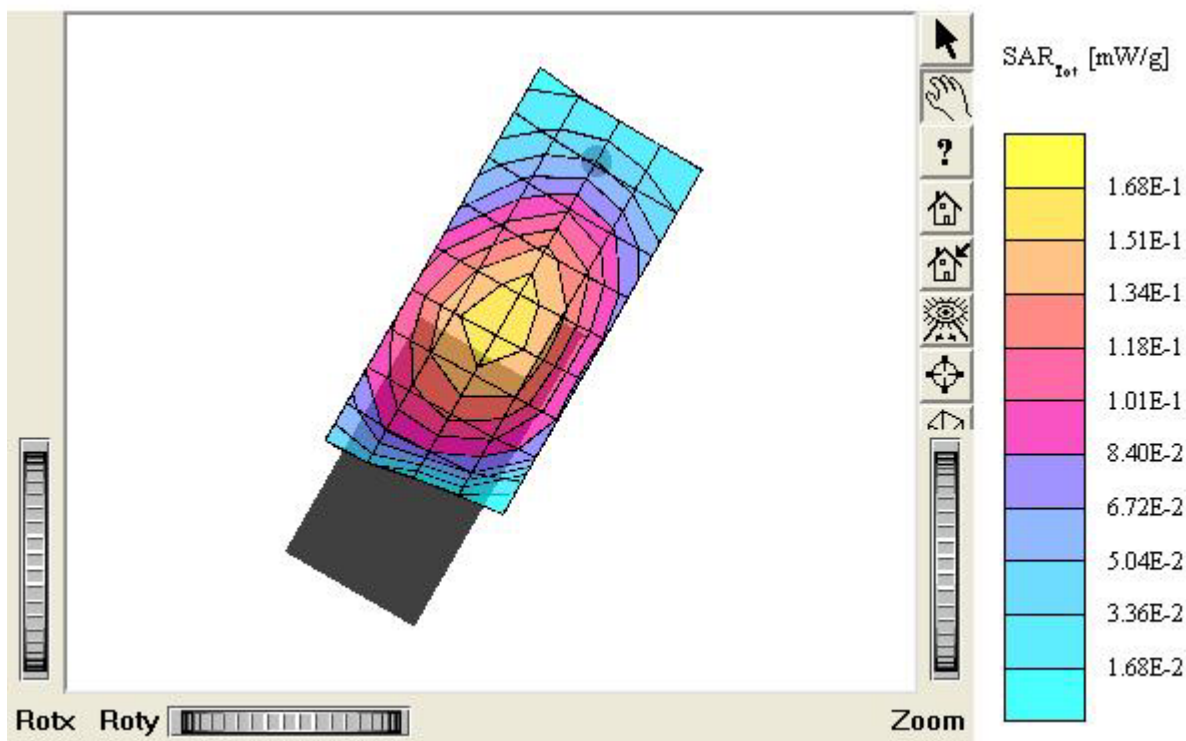 SAR_Tot [mW/g]
?
1.68E-1
1.51E-1
1.34E-1
1.18E-1
1.01E-1
8.40E-2
6.72E-2
5.04E-2
3.36E-2
1.68E-2
Rotx Roty Zoom